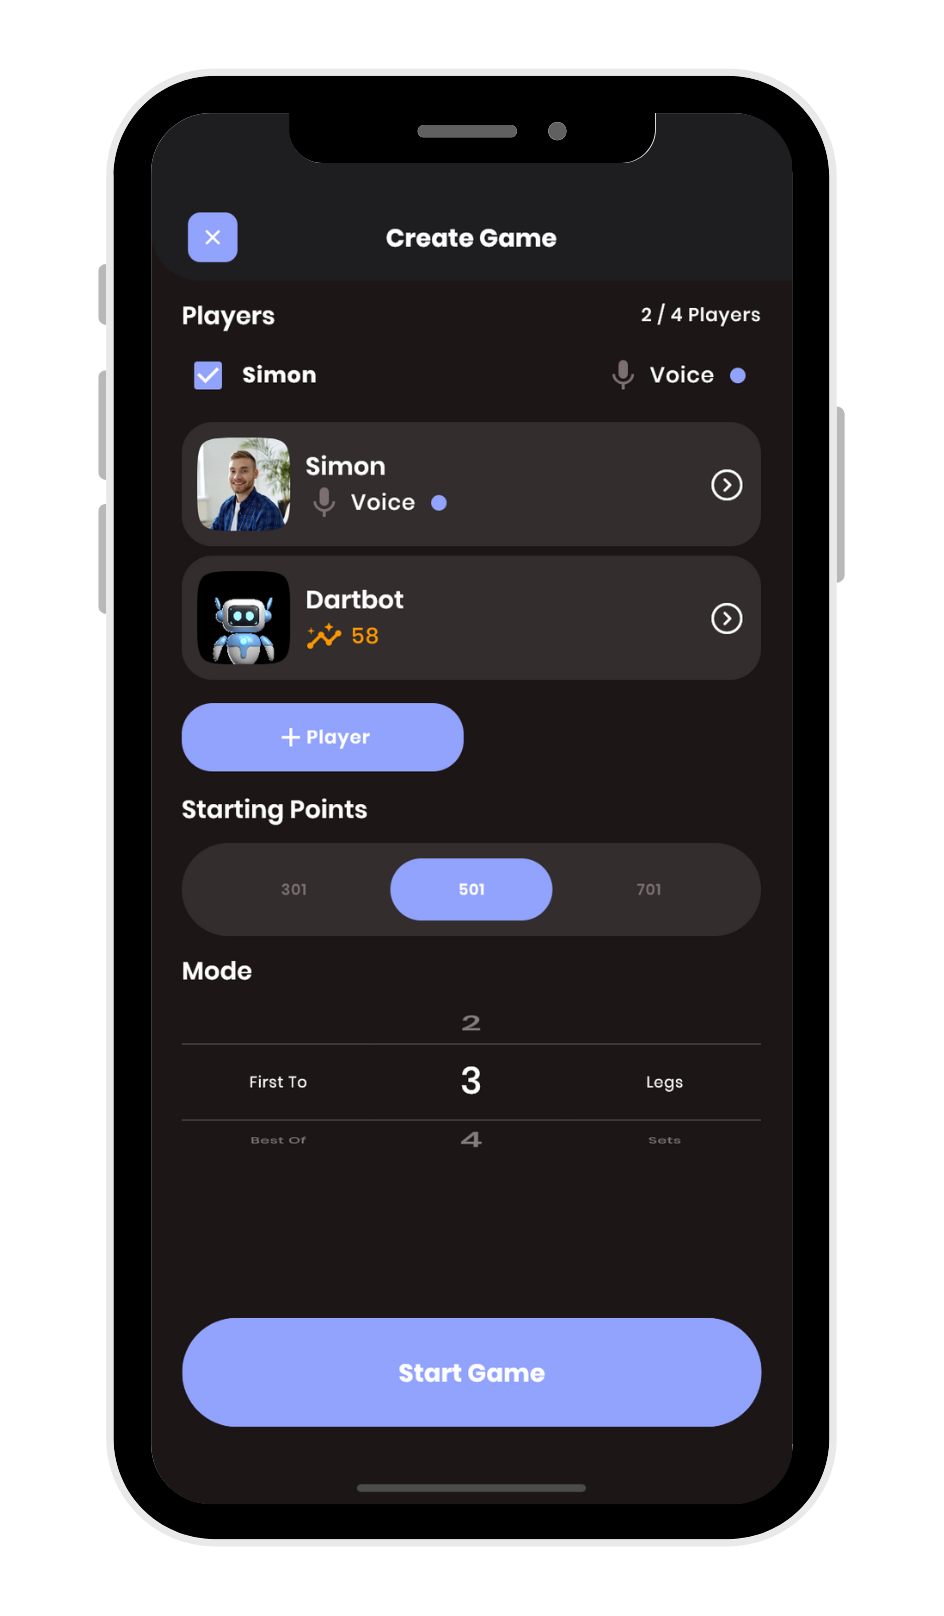 Create Game
Players
2 / 4 Players
Simon
Voice
Simon
Voice
Dartbot
58
+ Player
Starting Points
301 501 701
Mode
2
First To 3 Legs
Best Of 4 Sets
Start Game